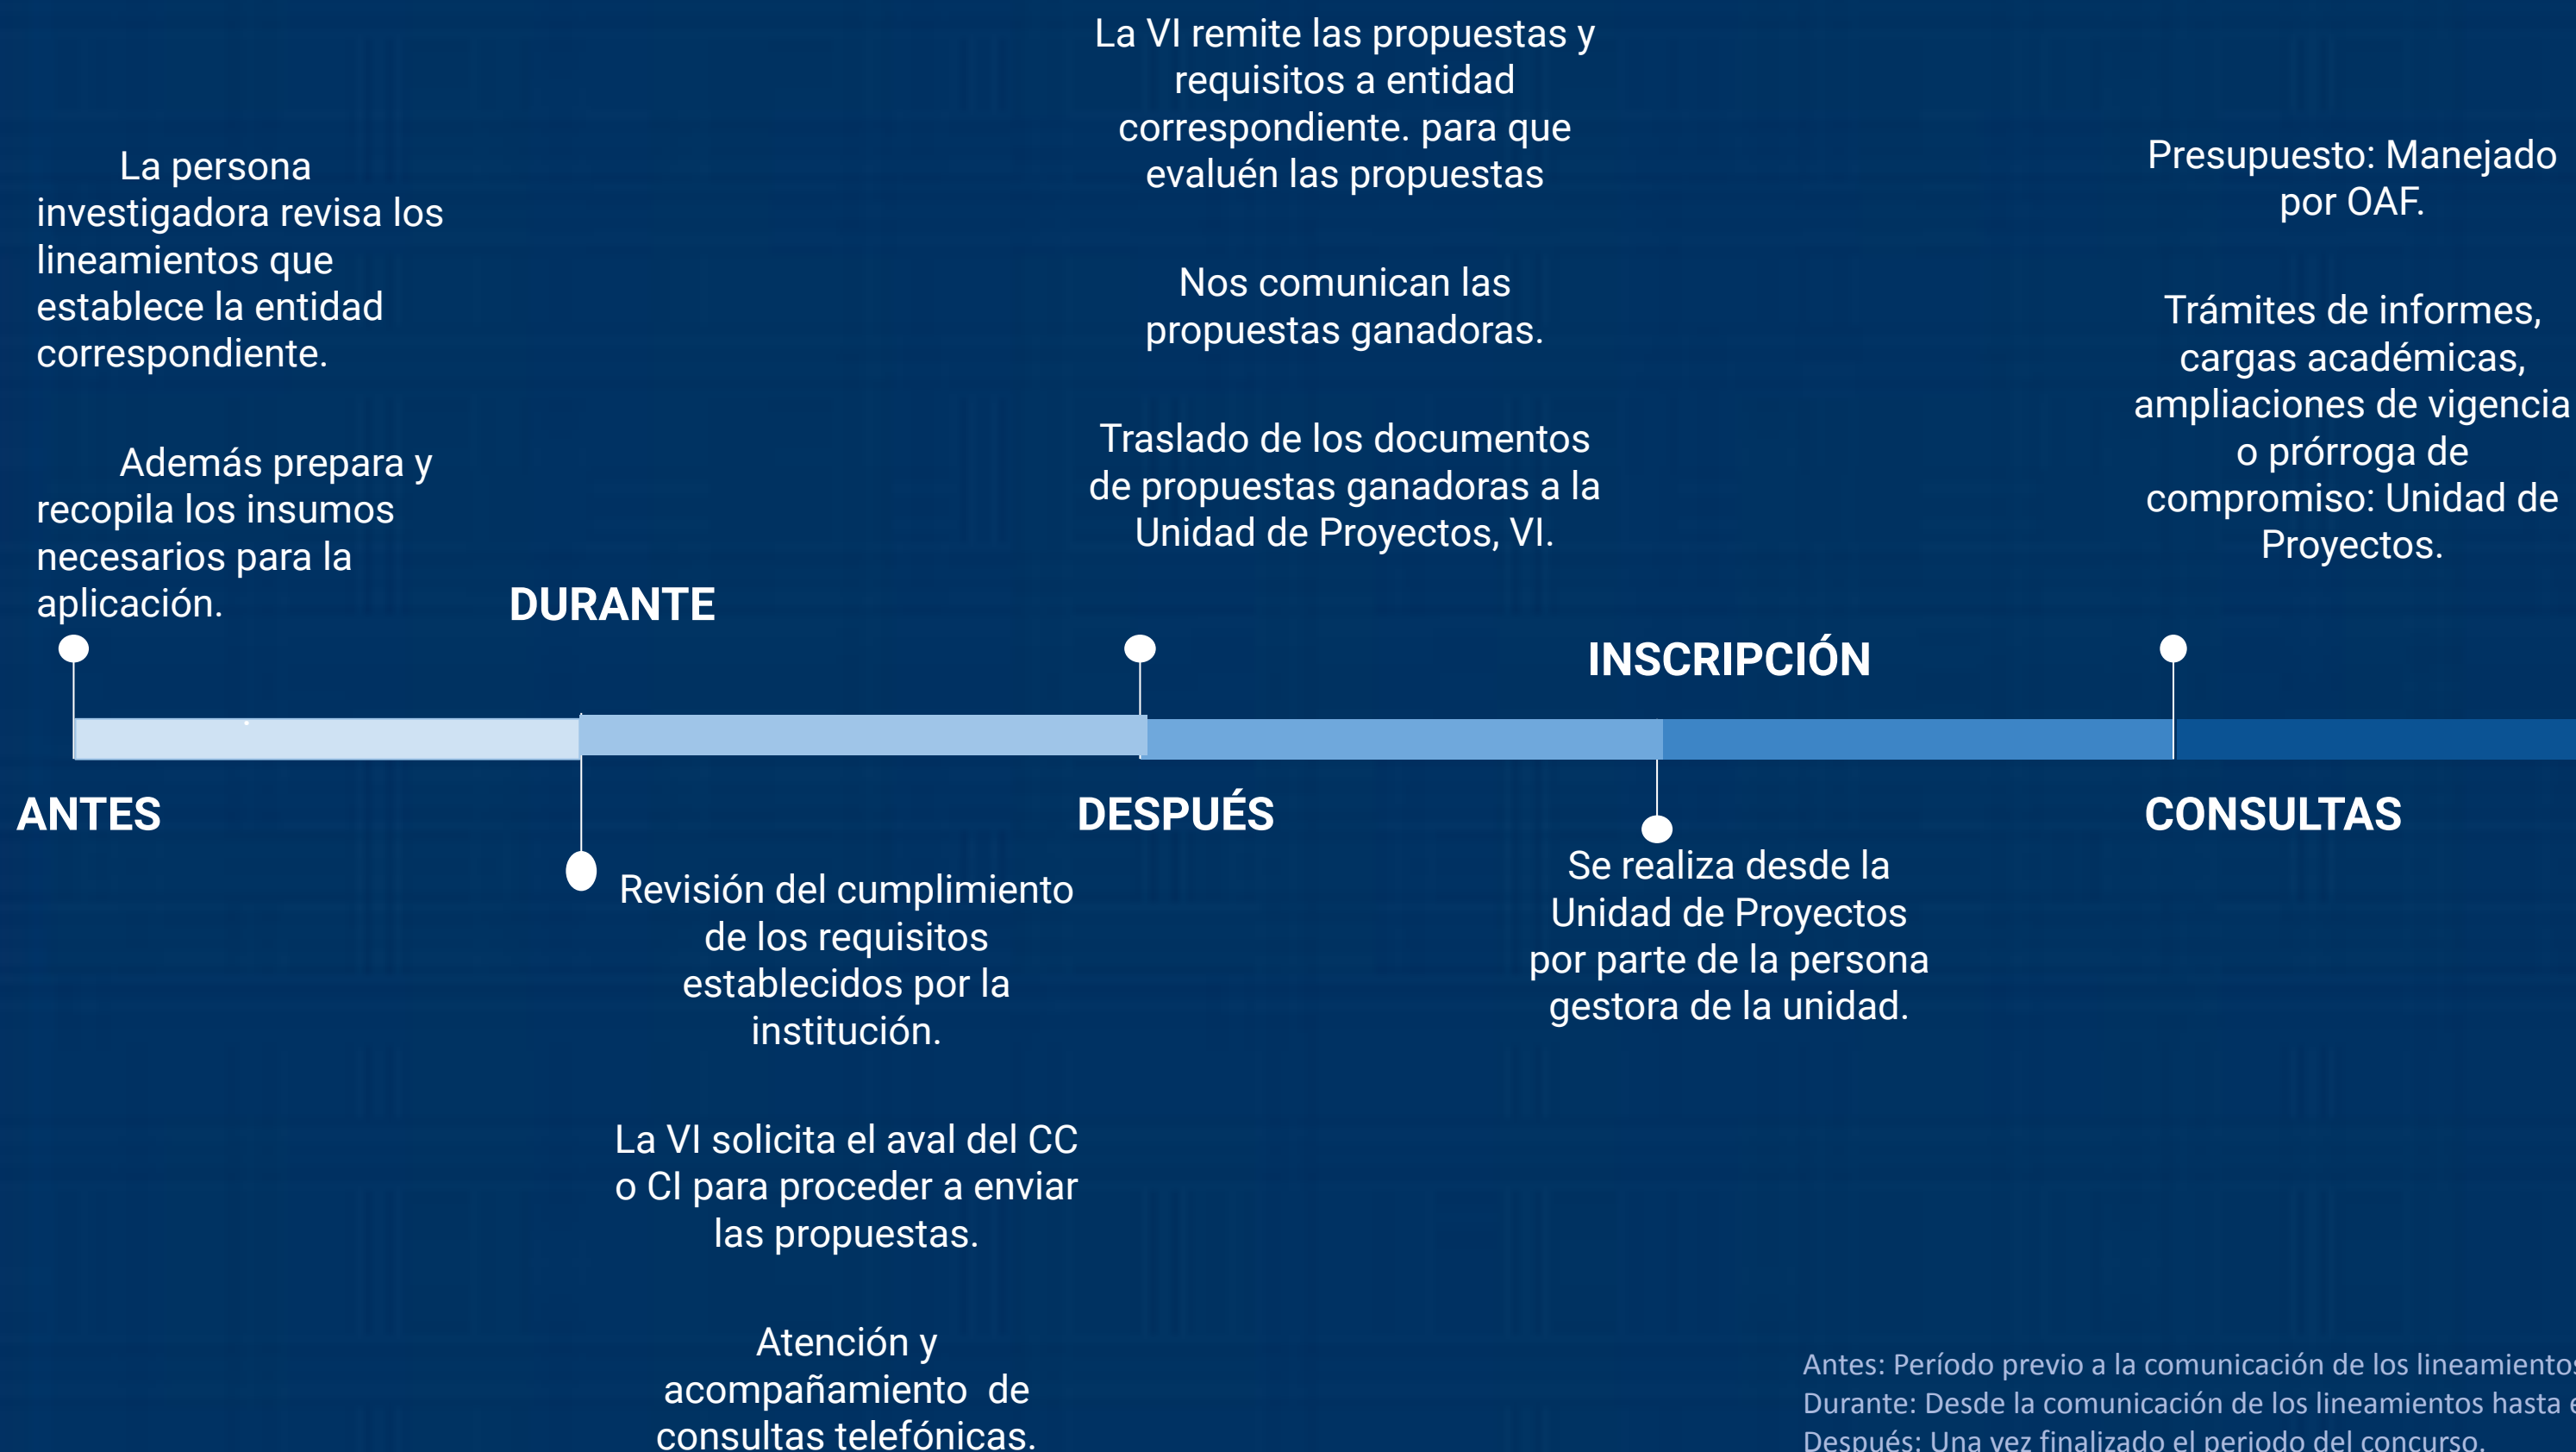 La persona
investigadora revisa los
lineamientos que
establece la entidad
correspondiente.
Además prepara y
recopila los insumos
necesarios para la
aplicación.
ANTES
DURANTE
Revisión del cumplimiento
de los requisitos
establecidos por la
institución.
La VI solicita el aval del CC
o CI para proceder a enviar
las propuestas.
Atención y
acompañamiento de
consultas telefónicas.
La VI remite las propuestas y
requisitos a entidad
correspondiente. para que
evaluén las propuestas
Nos comunican las
propuestas ganadoras.
Traslado de los documentos
de propuestas ganadoras a la
Unidad de Proyectos, VI.
DESPUÉS
INSCRIPCIÓN
Se realiza desde la
Unidad de Proyectos
por parte de la persona
gestora de la unidad.
Presupuesto: Manejado
por OAF.
Trámites de informes,
cargas académicas,
ampliaciones de vigencia
o prórroga de
compromiso: Unidad de
Proyectos.
CONSULTAS
Antes: Período previo a la comunicación de los lineamientos
Durante: Desde la comunicación de los lineamientos hasta
Después: Una vez finalizado el periodo del concurso.